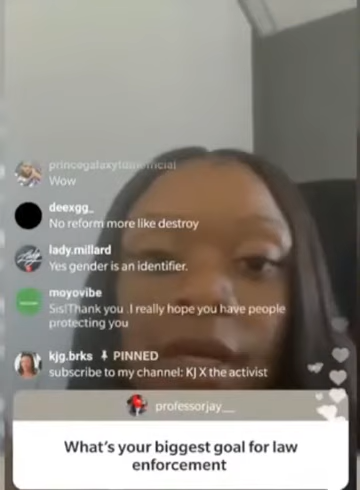 Wow
deexgg_
No reform more like destroy
lady.millard
Yes gender is an identifier.
moyovibe
Sis!Thank you .I really hope you have people
protecting you
kjg.brks PINNED
subscribe to my channel: KJ X the activist
professorjay__
What's your biggest goal for law
enforcement